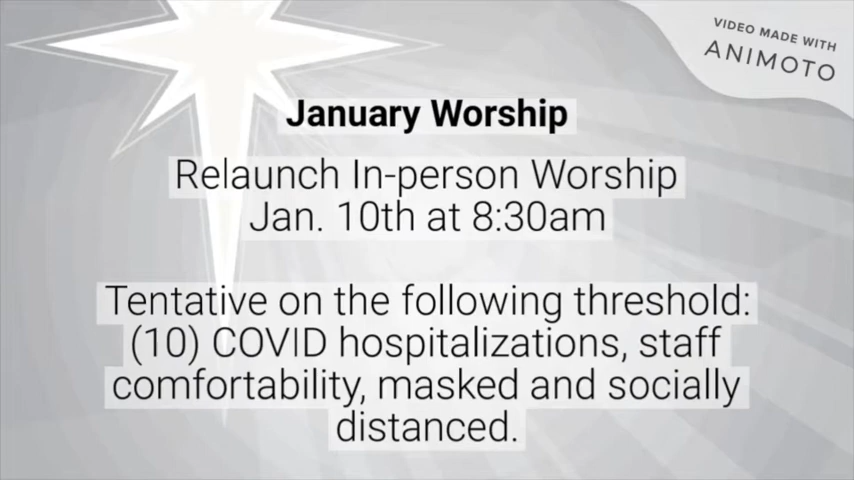 VIDEO MADE WITH
ANIMOTO
January Worship
Relaunch In-person Worship
Jan. 10th at 8:30am
Tentative on the following threshold:
(10) COVID hospitalizations, staff
comfortability, masked and socially
distanced.